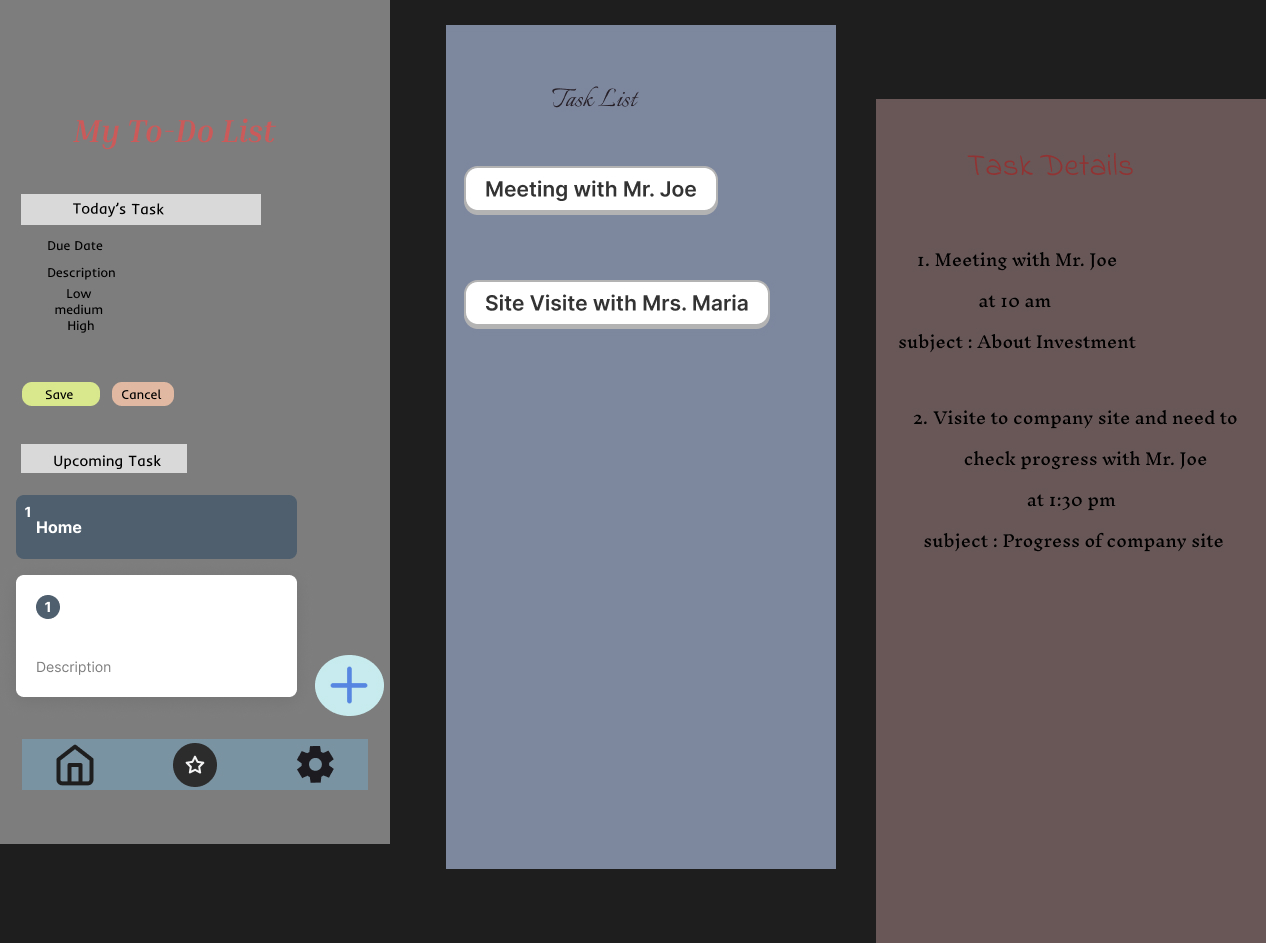 My To Do List
Today's Task
Due Date
Description
Low
medium
High
Save
Cancel
Upcoming Task
1
Home
1
Description
Task List
Meeting with Mr. Joe
Site Visite with Mrs. Maria
Task Details
1. Meeting with Mr. Joe
at 10 am
subject : About Investment
2. Visite to company site and need to
check progress with Mr. Joe
at 1:30 pm
subject : Progress of company site